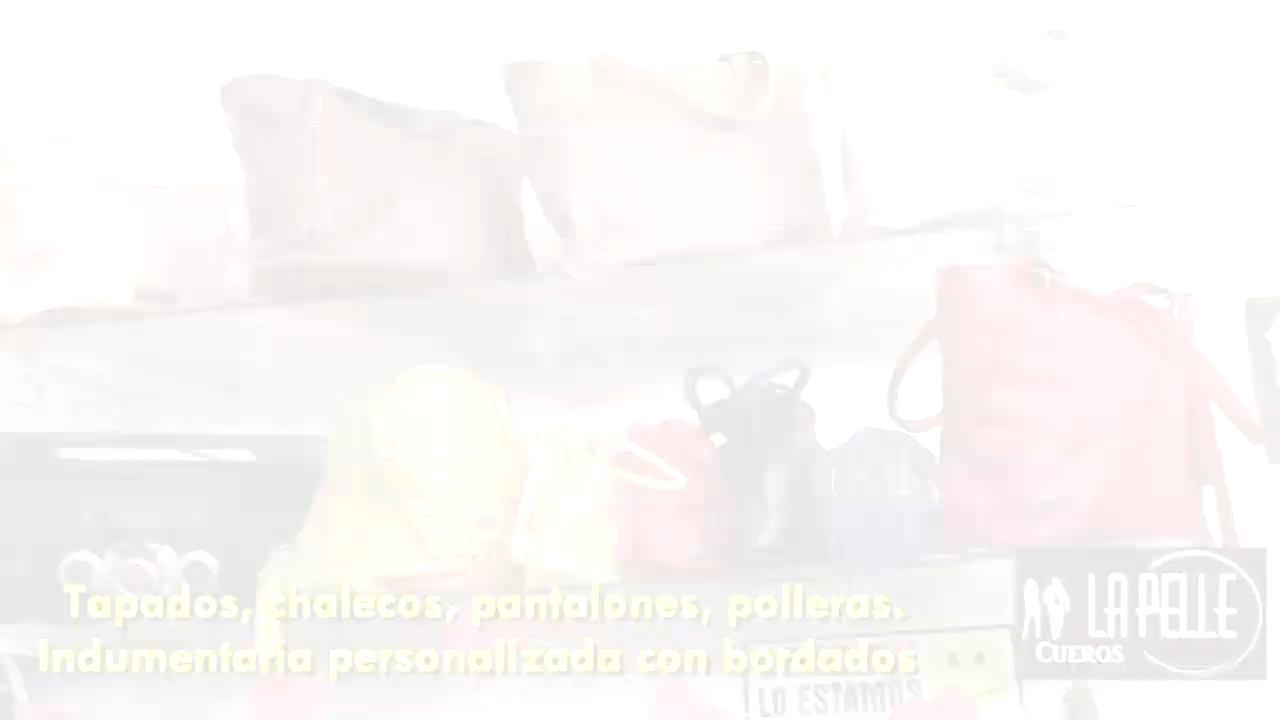 Tapados, chalecos, pantalones, polleras.
Indumentaria personalizada con bordados
LA PELLE
CUEROS
LO ESTAMOS